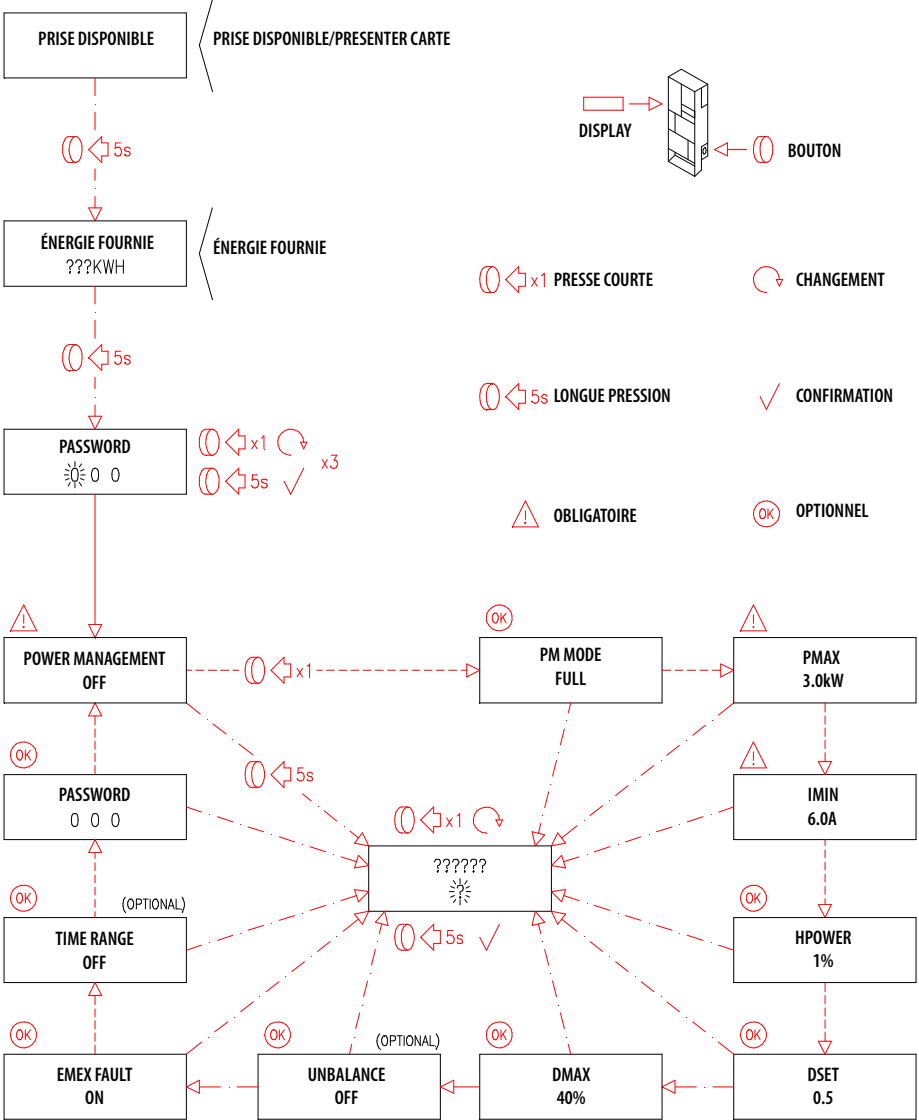 PRISE DISPONIBLE
PRISE DISPONIBLE/PRESENTER CARTE
DISPLAY
BOUTON
5s
ÉNERGIE FOURNIE
???KWH
ÉNERGIE FOURNIE
x1 PRESSE COURTE
CHANGEMENT
5s
5s LONGUE PRESSION
CONFIRMATION
PASSWORD
0 0 0
x1
5s
x3
OBLIGATOIRE
OK OPTIONNEL
POWER MANAGEMENT
OFF
x1
OK
PM MODE
FULL
PMAX
3.0kW
5s
OK
PASSWORD
0 0 0
IMIN
6.0A
x1
??????
?
5s
OK
(OPTIONAL)
TIME RANGE
OFF
OK
HPOWER
1%
OK
EMEX FAULT
ON
OK
(OPTIONAL)
UNBALANCE
OFF
OK
DMAX
40%
OK
DSET
0.5